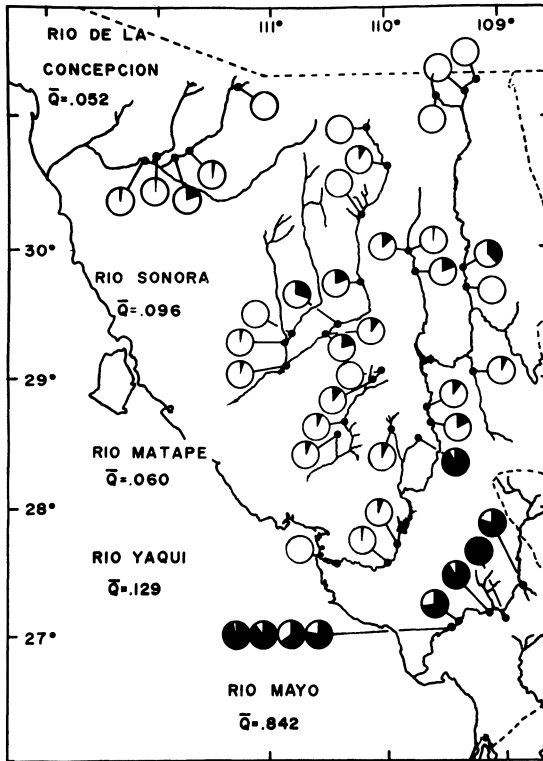 111° 110° 109°
RIO DE LA
CONCEPCION
Q̄=.052
30°
RIO SONORA
Q̄=.096
29°
RIO MATAPE
Q̄=.060
28°
RIO YAQUI
Q̄=.129
27°
RIO MAYO
Q̄=.842